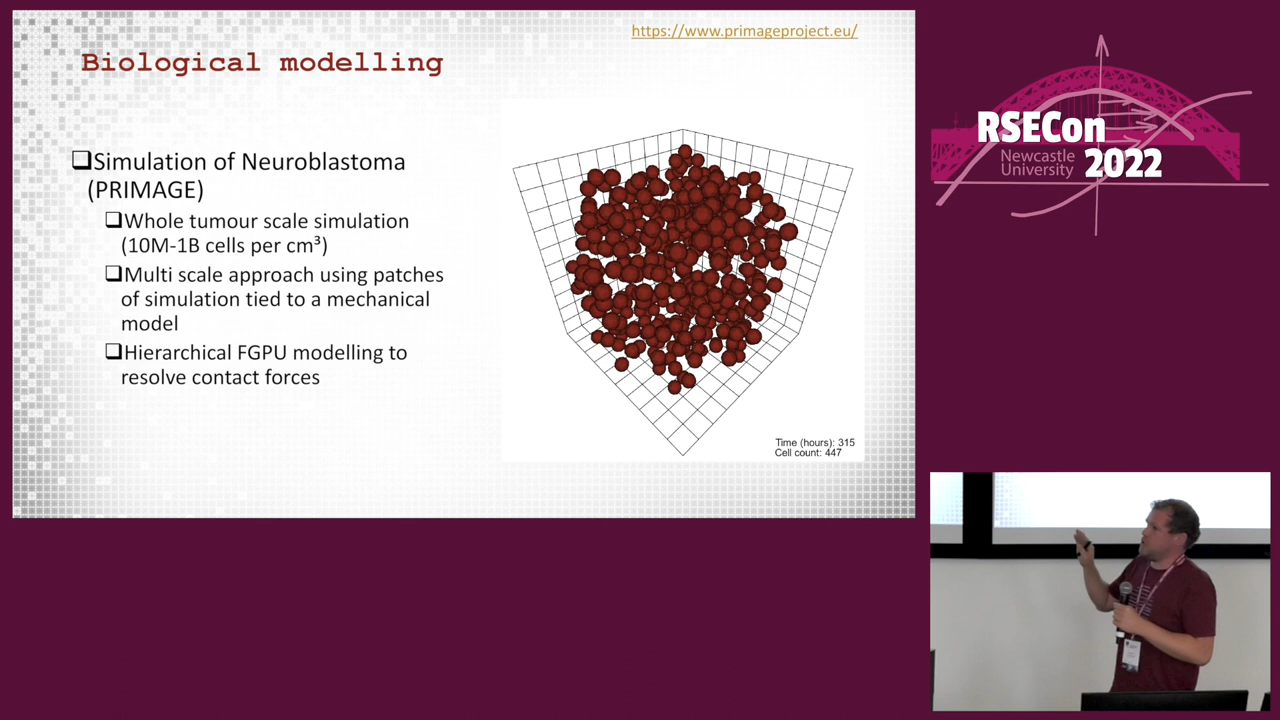 https://www.primageproject.eu/
Biological modelling
❑Simulation of Neuroblastoma
(PRIMAGE)
❑Whole tumour scale simulation
(10M-1B cells per cm³)
❑Multi scale approach using patches
of simulation tied to a mechanical
model
❑Hierarchical FGPU modelling to
resolve contact forces
Time (hours): 315
Cell count: 447
RSECon
Newcastle
University
2022